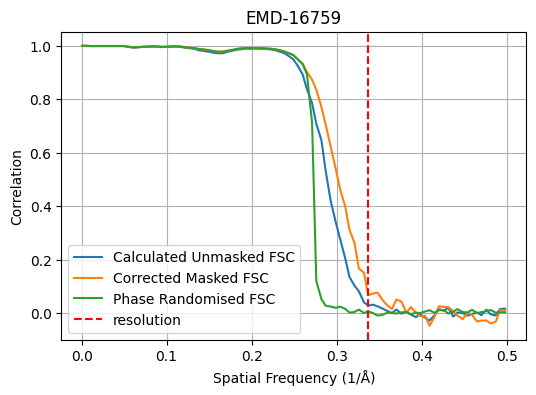 EMD-16759
1.0
0.8
0.6
0.4
0.2
0.0
Correlation
Calculated Unmasked FSC
Corrected Masked FSC
Phase Randomised FSC
resolution
0.0 0.1 0.2 0.3 0.4 0.5
Spatial Frequency (1/Å)